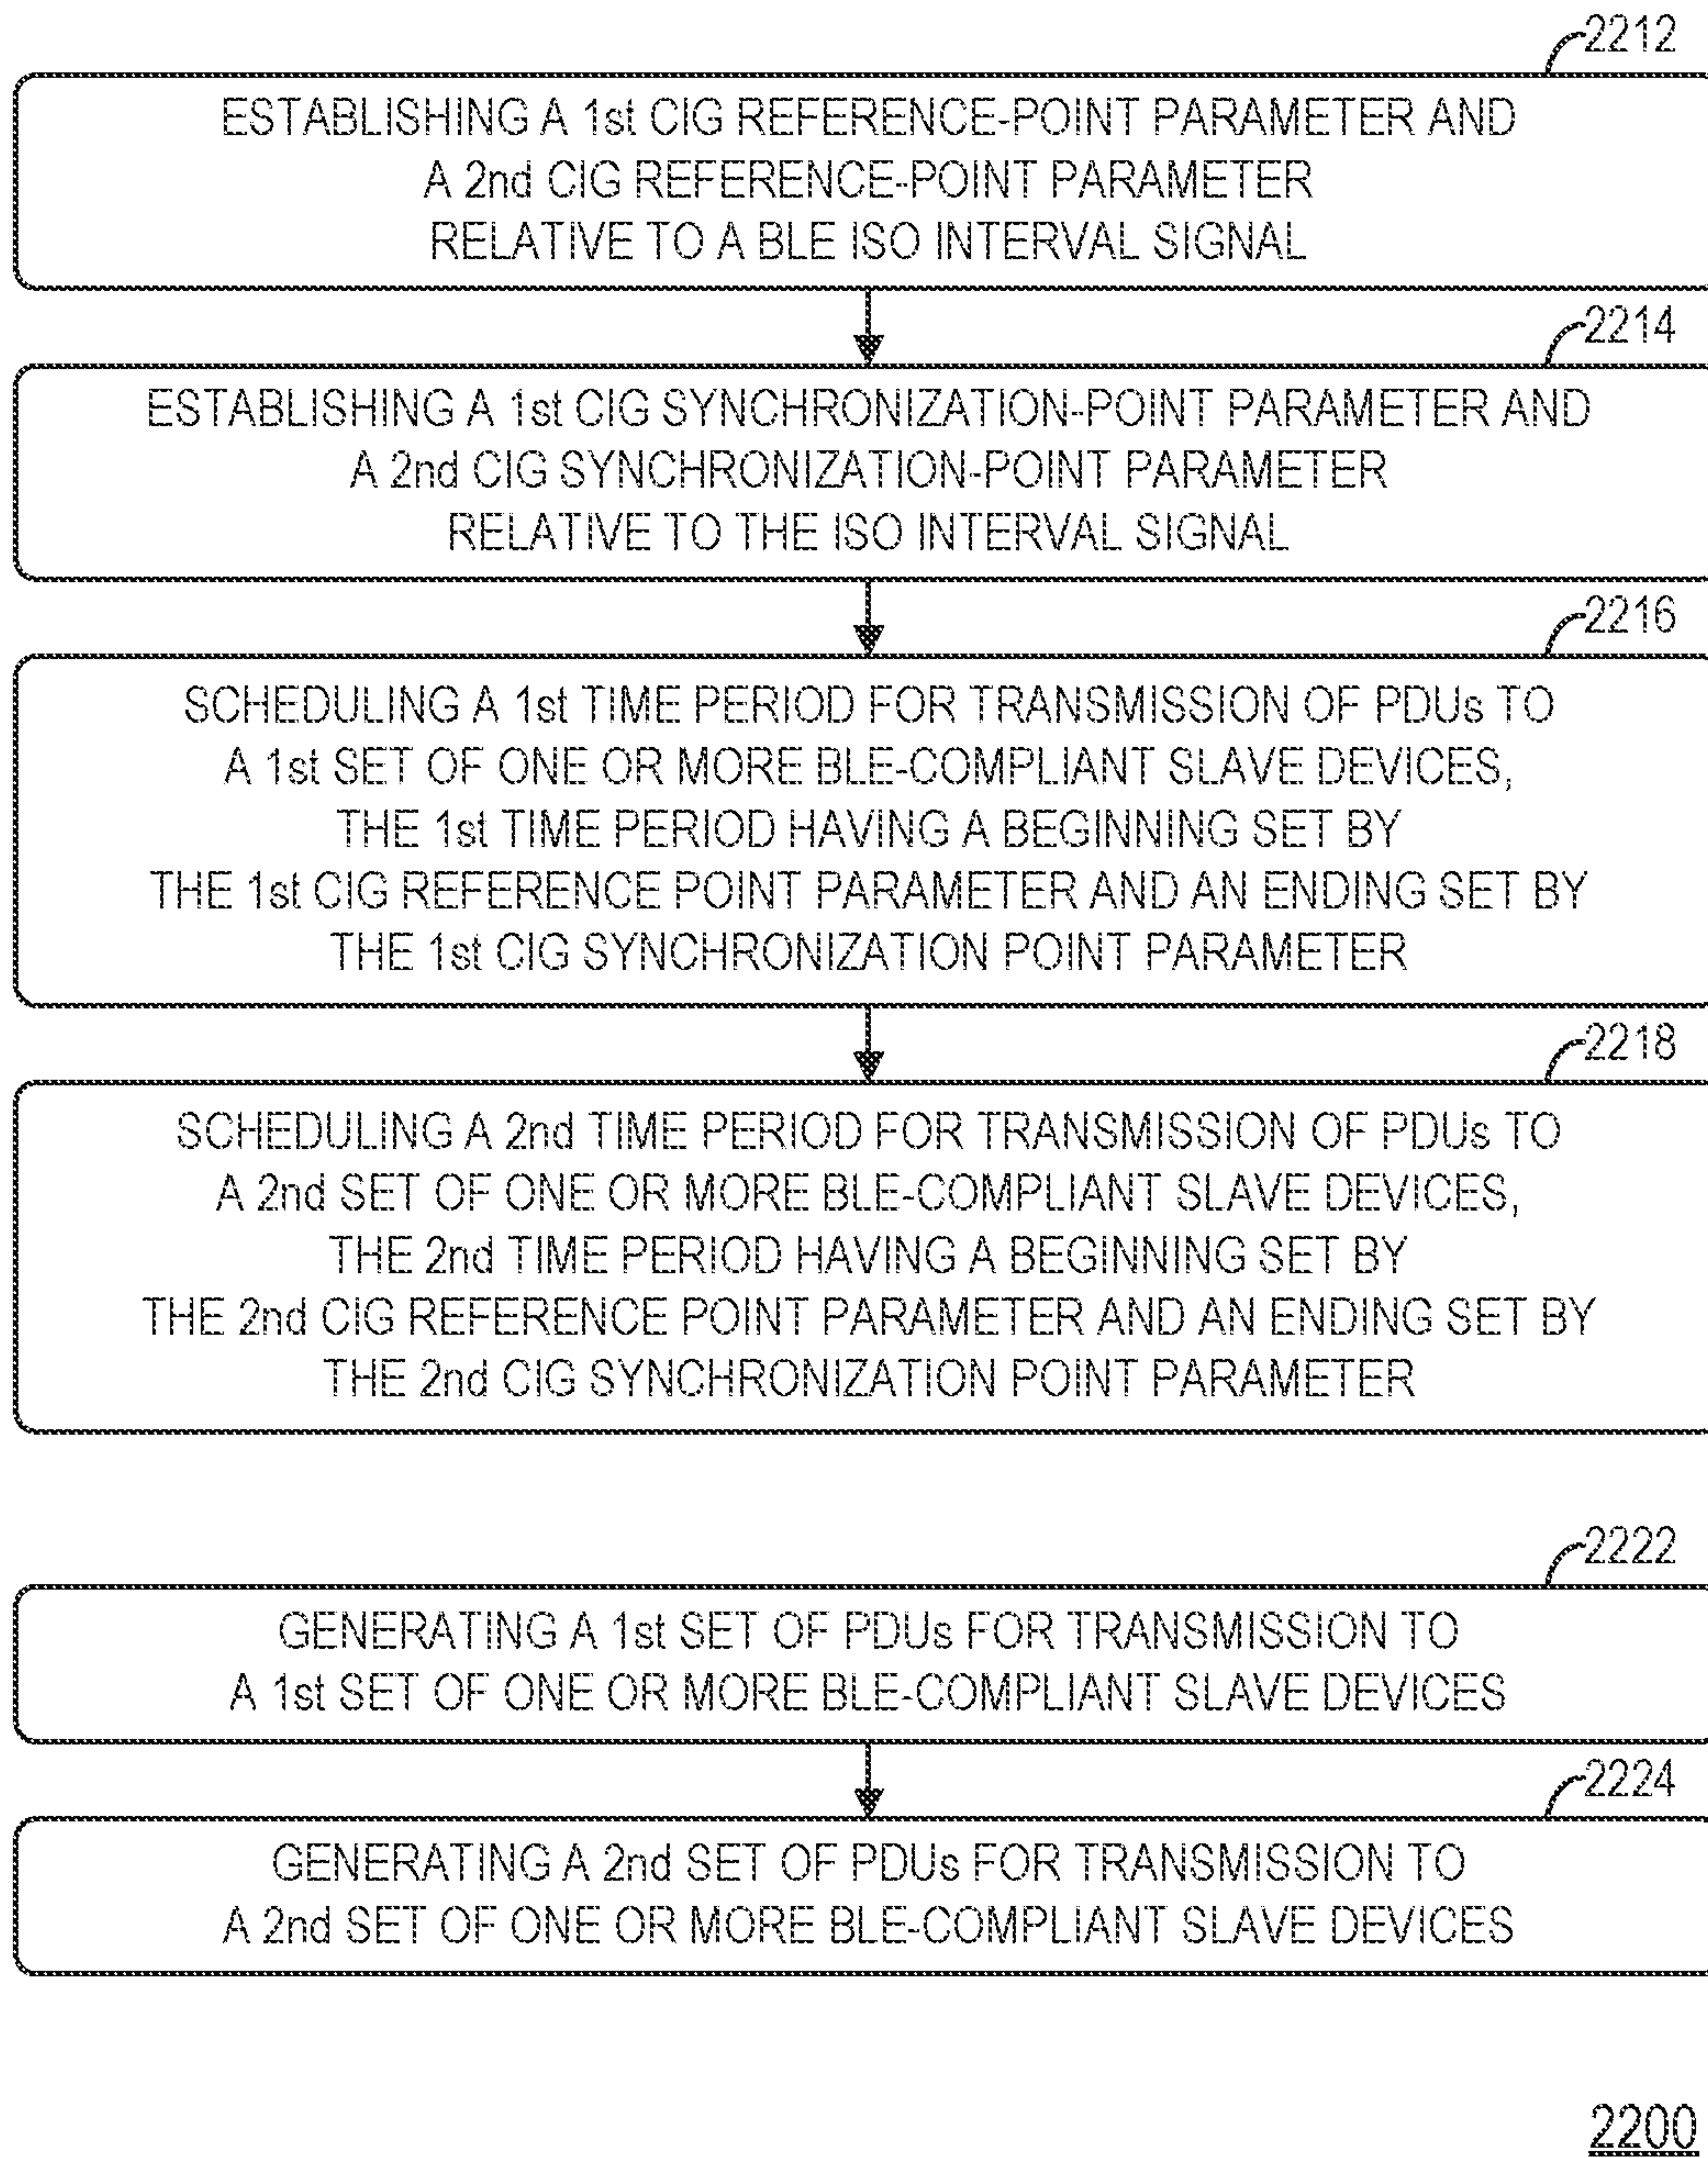 2212
ESTABLISHING A 1st CIG REFERENCE-POINT PARAMETER AND
A 2nd CIG REFERENCE-POINT PARAMETER
RELATIVE TO A BLE ISO INTERVAL SIGNAL
2214
ESTABLISHING A 1st CIG SYNCHRONIZATION-POINT PARAMETER AND
A 2nd CIG SYNCHRONIZATION-POINT PARAMETER
RELATIVE TO THE ISO INTERVAL SIGNAL
2216
SCHEDULING A 1st TIME PERIOD FOR TRANSMISSION OF PDUs TO
A 1st SET OF ONE OR MORE BLE-COMPLIANT SLAVE DEVICES,
THE 1st TIME PERIOD HAVING A BEGINNING SET BY
THE 1st CIG REFERENCE POINT PARAMETER AND AN ENDING SET BY
THE 1st CIG SYNCHRONIZATION POINT PARAMETER
2218
SCHEDULING A 2nd TIME PERIOD FOR TRANSMISSION OF PDUs TO
A 2nd SET OF ONE OR MORE BLE-COMPLIANT SLAVE DEVICES,
THE 2nd TIME PERIOD HAVING A BEGINNING SET BY
THE 2nd CIG REFERENCE POINT PARAMETER AND AN ENDING SET BY
THE 2nd CIG SYNCHRONIZATION POINT PARAMETER
2222
GENERATING A 1st SET OF PDUs FOR TRANSMISSION TO
A 1st SET OF ONE OR MORE BLE-COMPLIANT SLAVE DEVICES
2224
GENERATING A 2nd SET OF PDUs FOR TRANSMISSION TO
A 2nd SET OF ONE OR MORE BLE-COMPLIANT SLAVE DEVICES
2200